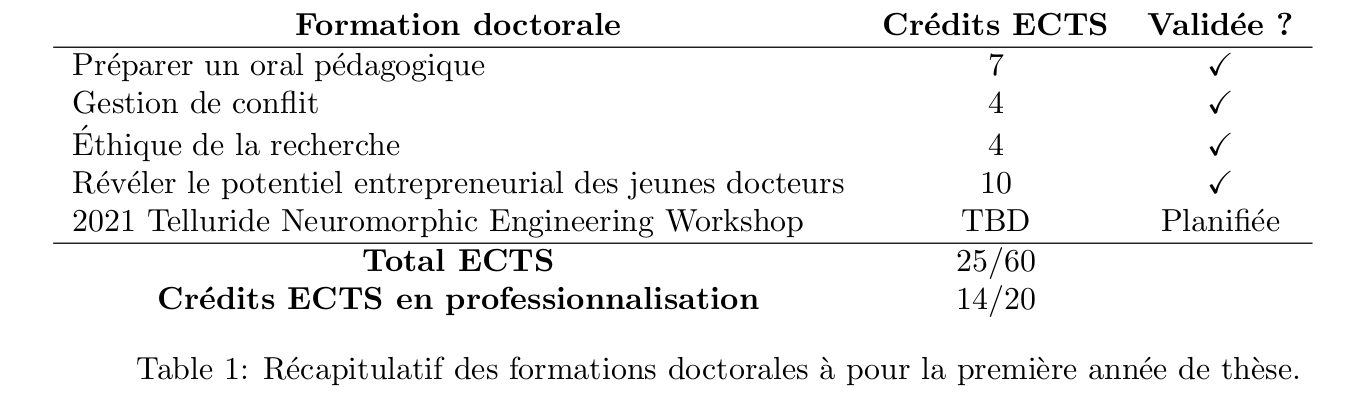 Formation doctorale Crédits ECTS Validée ?
Préparer un oral pédagogique 7 ✓
Gestion de conflit 4 ✓
Éthique de la recherche 4 ✓
Révéler le potentiel entrepreneurial des jeunes docteurs 10 ✓
2021 Telluride Neuromorphic Engineering Workshop TBD Planifiée
Total ECTS 25/60
Crédits ECTS en professionnalisation 14/20
Table 1: Récapitulatif des formations doctorales à pour la première année de thèse.